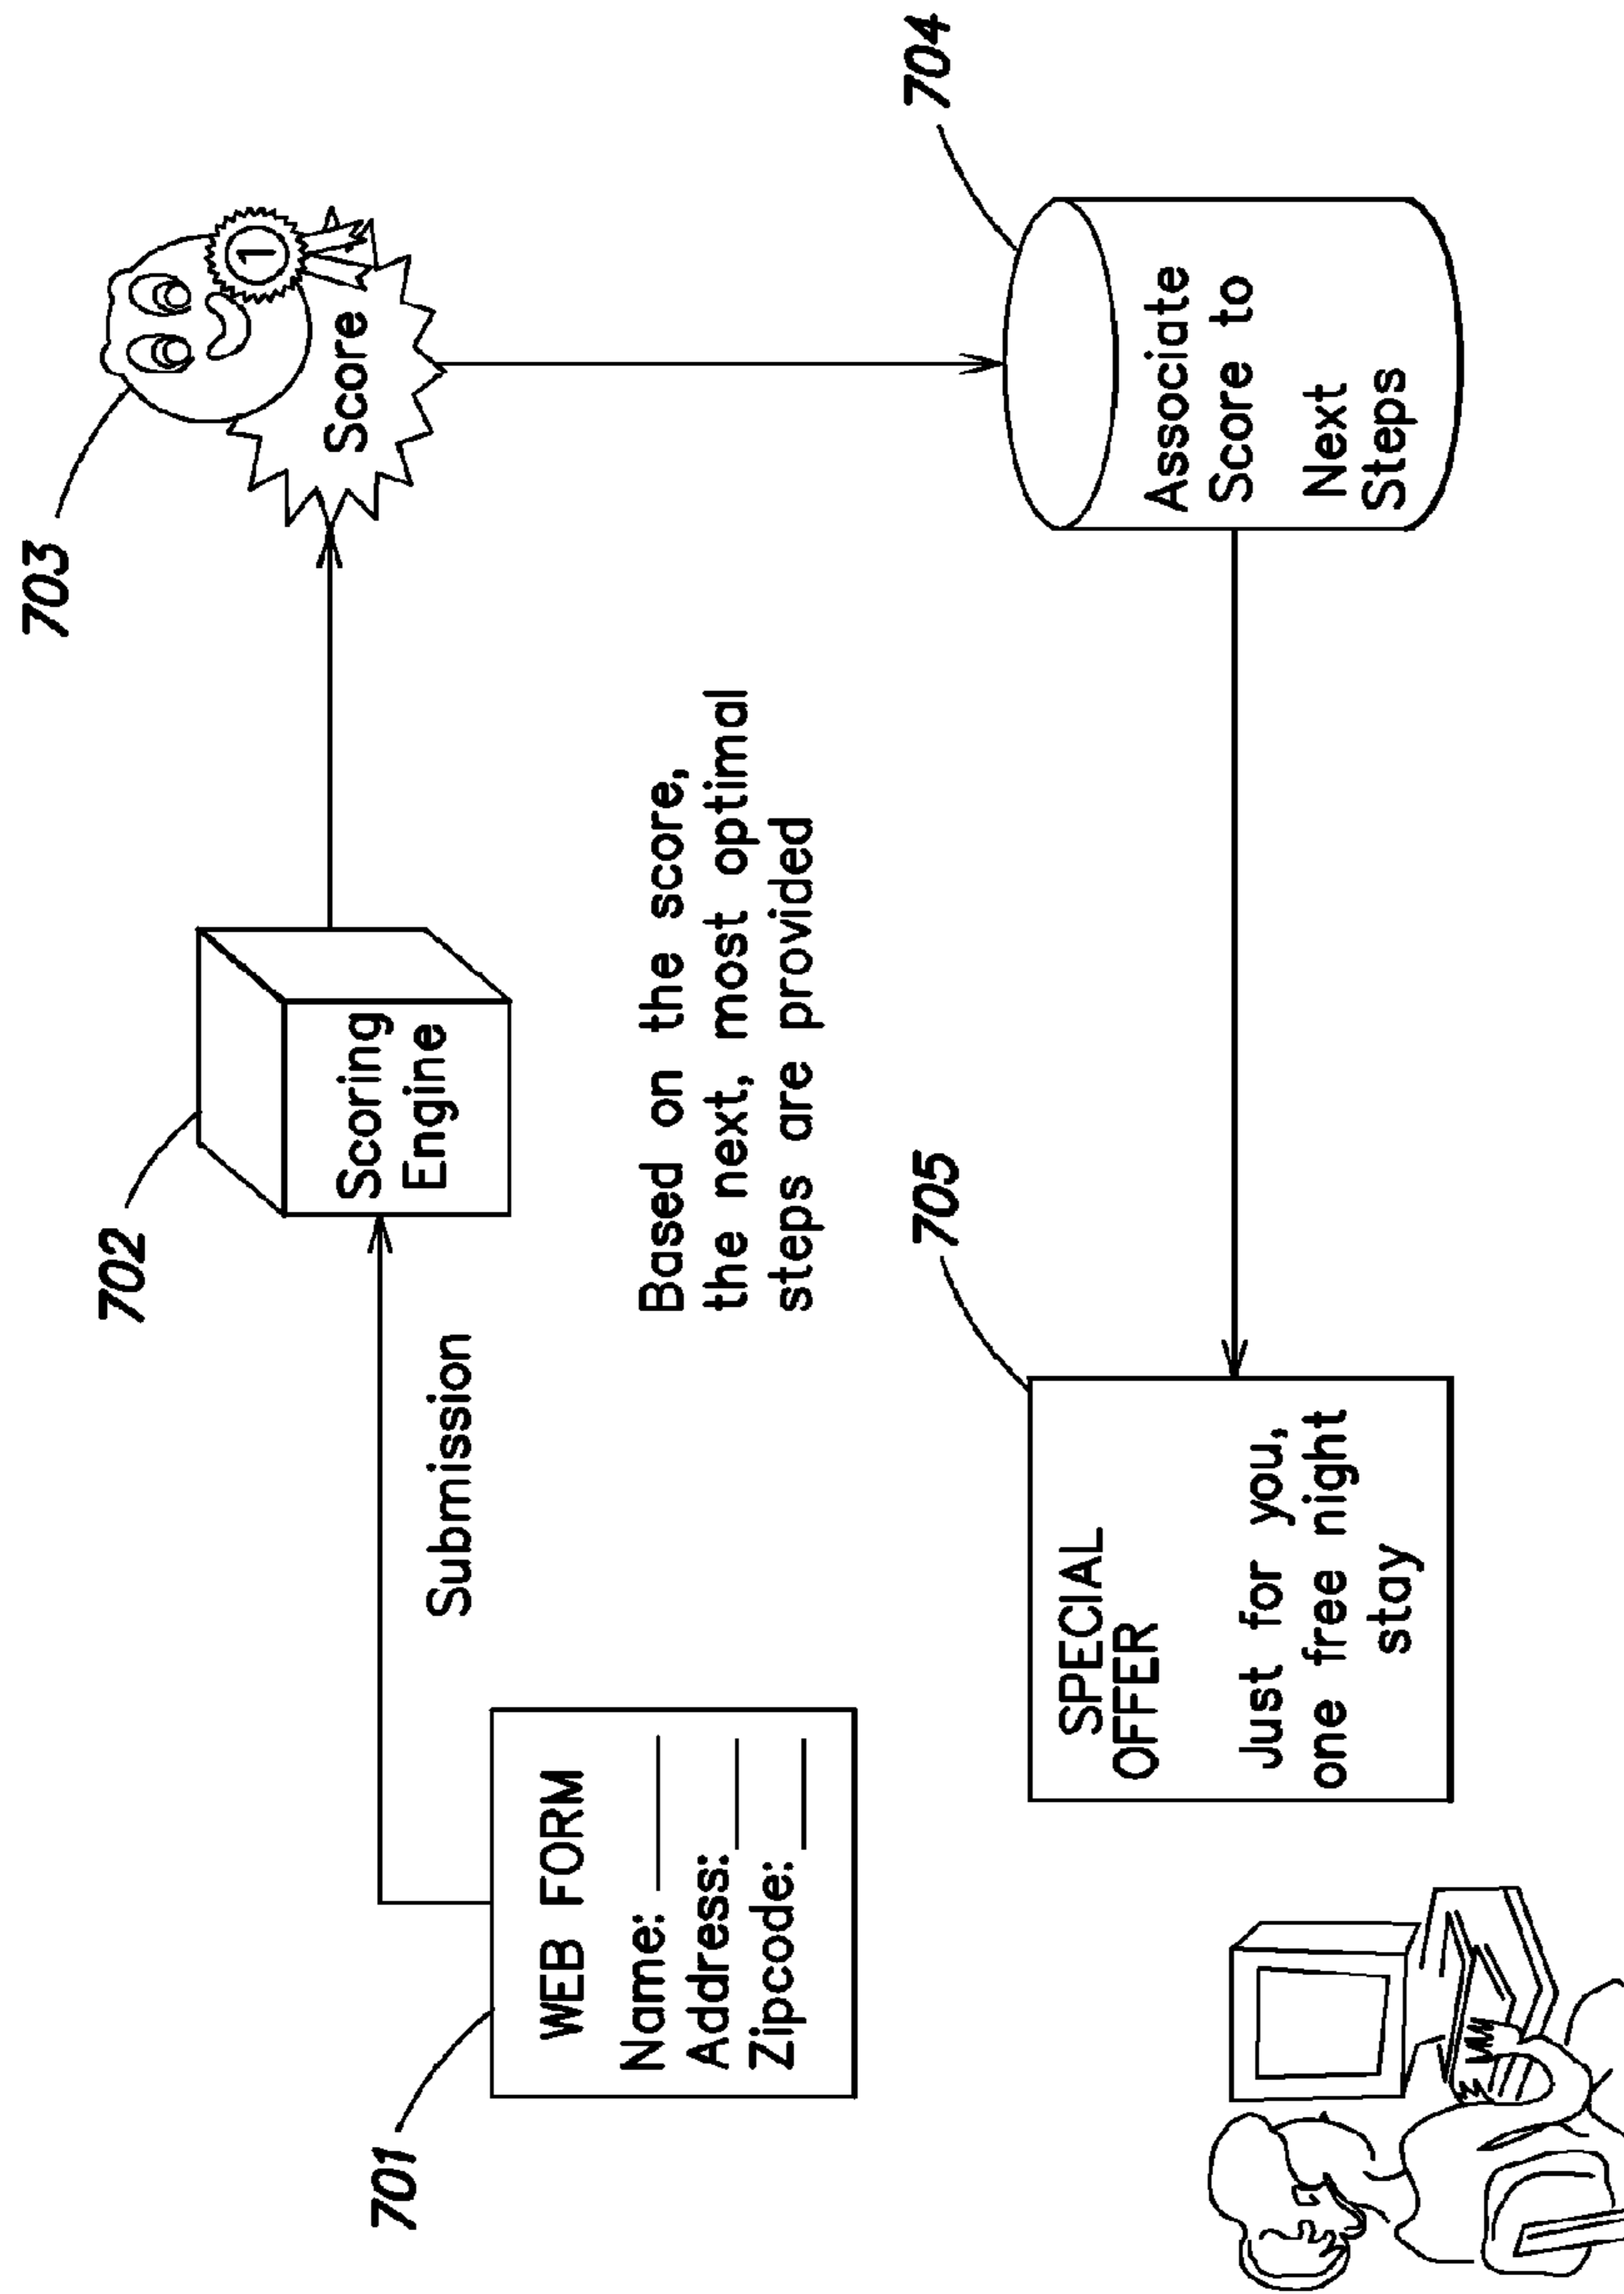 701
WEB FORM
Name:
Address:
Zipcode:
Submission
702
Scoring
Engine
703
1
Score
Based on the score,
the next, most optimal
steps are provided
704
Associate
Score to
Next
Steps
705
SPECIAL
OFFER
Just for you,
one free night
stay